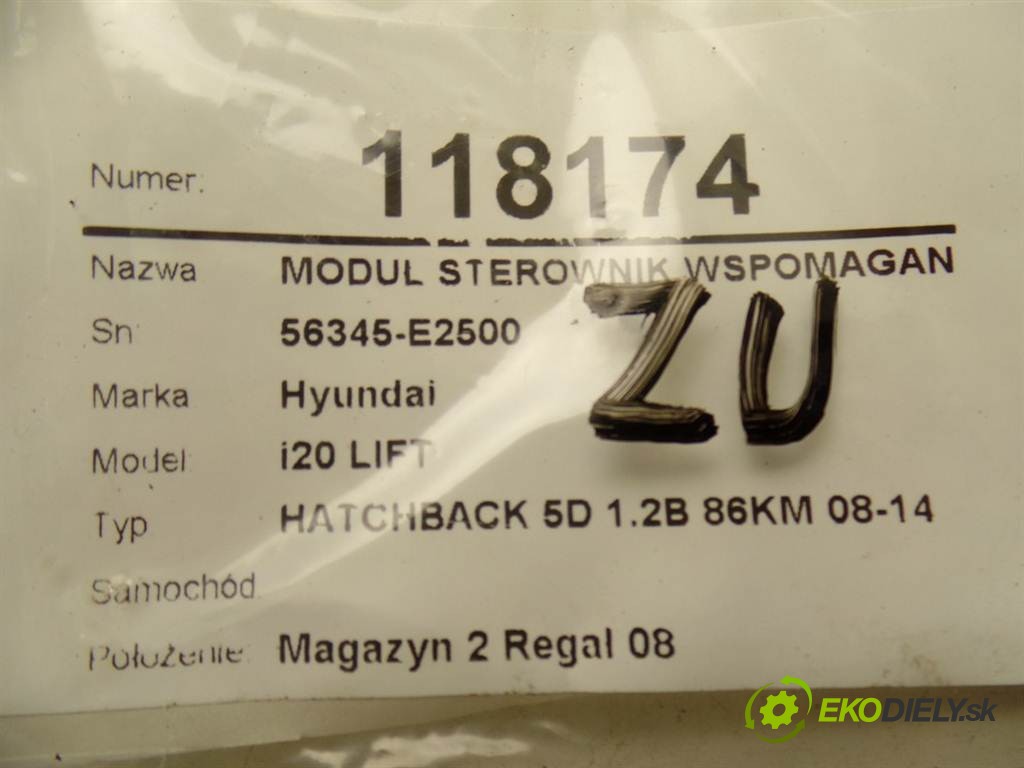 Numer: 118174
Nazwa MODUŁ STEROWNIK WSPOMAGAN
Sn 56345-E2500
Marka Hyundai
Model: i20 LIFT
Typ HATCHBACK 5D 1.2B 86KM 08-14
Samochód
Położenie: Magazyn 2 Regał 08
ZU
EKODIELY.sk